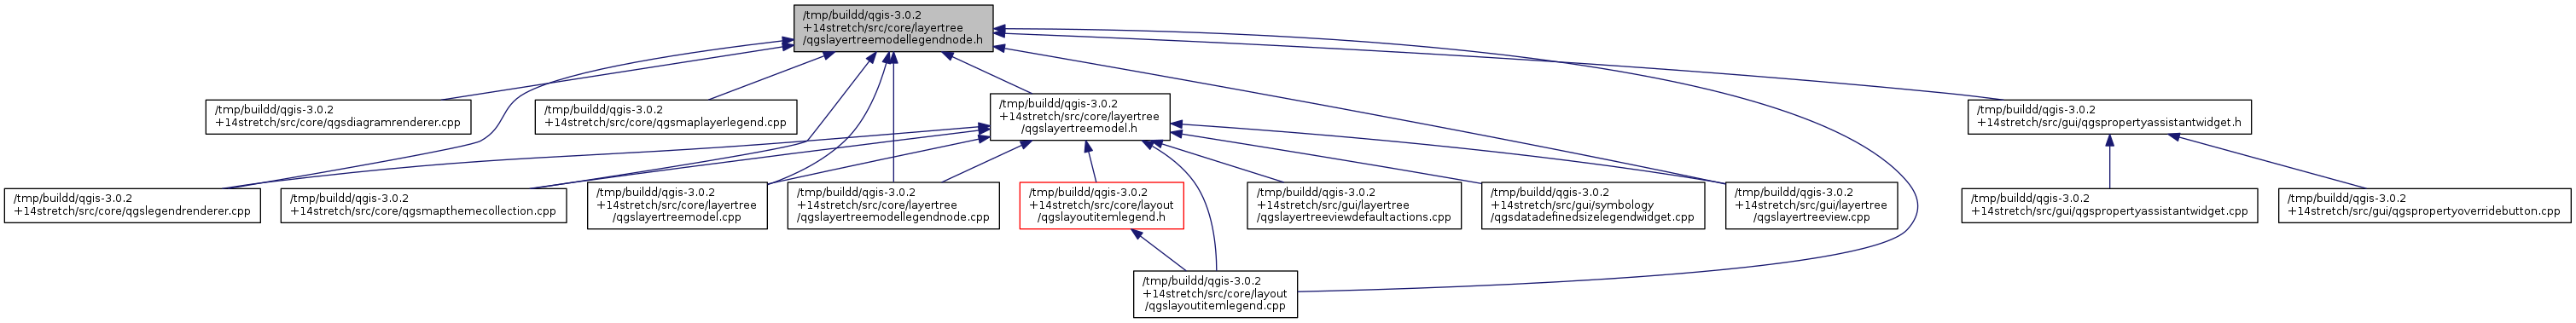 /tmp/buildd/qgis-3.0.2
+14stretch/src/core/layertree
/qgslayertreemodellegendnode.h
/tmp/buildd/qgis-3.0.2
+14stretch/src/core/qgsdiagramrenderer.cpp
/tmp/buildd/qgis-3.0.2
+14stretch/src/core/qgsmaplayerlegend.cpp
/tmp/buildd/qgis-3.0.2
+14stretch/src/core/layertree
/qgslayertreemodel.h
/tmp/buildd/qgis-3.0.2
+14stretch/src/gui/qgspropertyassistantwidget.h
/tmp/buildd/qgis-3.0.2
+14stretch/src/core/qgslegendrenderer.cpp
/tmp/buildd/qgis-3.0.2
+14stretch/src/core/qgsmapthemecollection.cpp
/tmp/buildd/qgis-3.0.2
+14stretch/src/core/layertree
/qgslayertreemodel.cpp
/tmp/buildd/qgis-3.0.2
+14stretch/src/core/layertree
/qgslayertreemodellegendnode.cpp
/tmp/buildd/qgis-3.0.2
+14stretch/src/core/layout
/qgslayoutitemlegend.h
/tmp/buildd/qgis-3.0.2
+14stretch/src/gui/layertree
/qgslayertreeviewdefaultactions.cpp
/tmp/buildd/qgis-3.0.2
+14stretch/src/gui/symbology
/qgsdatadefinedsizelegendwidget.cpp
/tmp/buildd/qgis-3.0.2
+14stretch/src/gui/layertree
/qgslayertreeview.cpp
/tmp/buildd/qgis-3.0.2
+14stretch/src/gui/qgspropertyassistantwidget.cpp
/tmp/buildd/qgis-3.0.2
+14stretch/src/gui/qgspropertyoverridebutton.cpp
/tmp/buildd/qgis-3.0.2
+14stretch/src/core/layout
/qgslayoutitemlegend.cpp